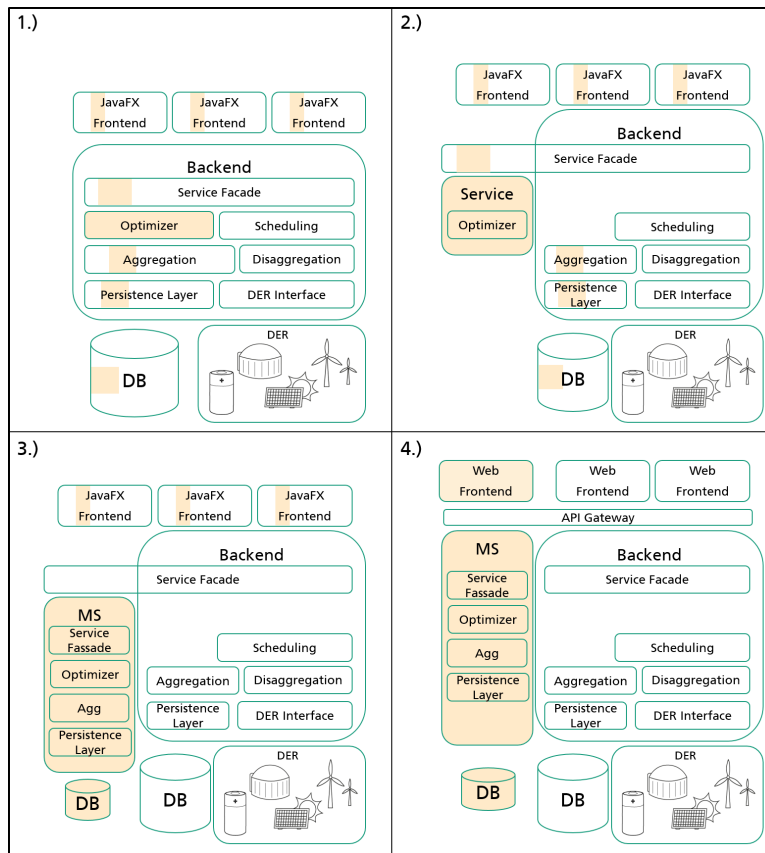 1.)
JavaFX
Frontend
JavaFX
Frontend
JavaFX
Frontend
Backend
Service Facade
Optimizer
Scheduling
Aggregation
Disaggregation
Persistence Layer
DER Interface
DB
DER
+
2.)
JavaFX
Frontend
JavaFX
Frontend
JavaFX
Frontend
Backend
Service Facade
Service
Optimizer
Scheduling
Aggregation
Disaggregation
Persistence
Layer
DER Interface
DB
DER
+
3.)
JavaFX
Frontend
JavaFX
Frontend
JavaFX
Frontend
Backend
Service Facade
MS
Service
Fassade
Optimizer
Agg
Persistence
Layer
Scheduling
Aggregation
Disaggregation
Persistence
Layer
DER Interface
DB
DB
DER
+
4.)
Web
Frontend
Web
Frontend
Web
Frontend
API Gateway
MS
Service
Fassade
Optimizer
Agg
Persistence
Layer
Backend
Service Facade
Scheduling
Aggregation
Disaggregation
Persistence
Layer
DER Interface
DB
DB
DER
+